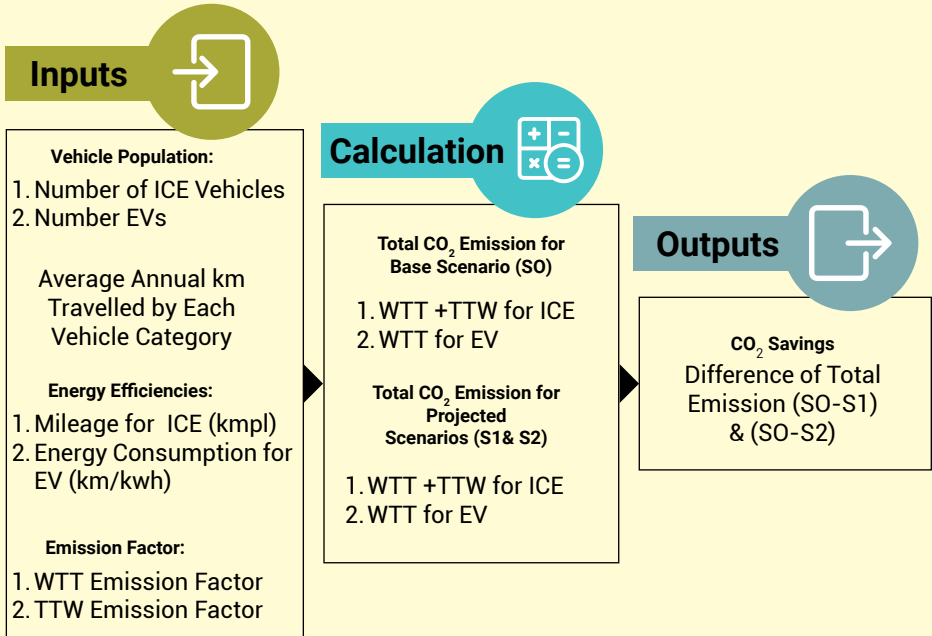 Inputs
Vehicle Population:
1. Number of ICE Vehicles
2. Number EVs
Average Annual km
Travelled by Each
Vehicle Category
Energy Efficiencies:
1. Mileage for ICE (kmpl)
2. Energy Consumption for
EV (km/kwh)
Emission Factor:
1. WTT Emission Factor
2. TTW Emission Factor
Calculation
Total CO₂ Emission for
Base Scenario (SO)
1. WTT +TTW for ICE
2. WTT for EV
Total CO₂ Emission for
Projected
Scenarios (S1& S2)
1. WTT +TTW for ICE
2. WTT for EV
Outputs
CO₂ Savings
Difference of Total
Emission (SO-S1)
& (SO-S2)